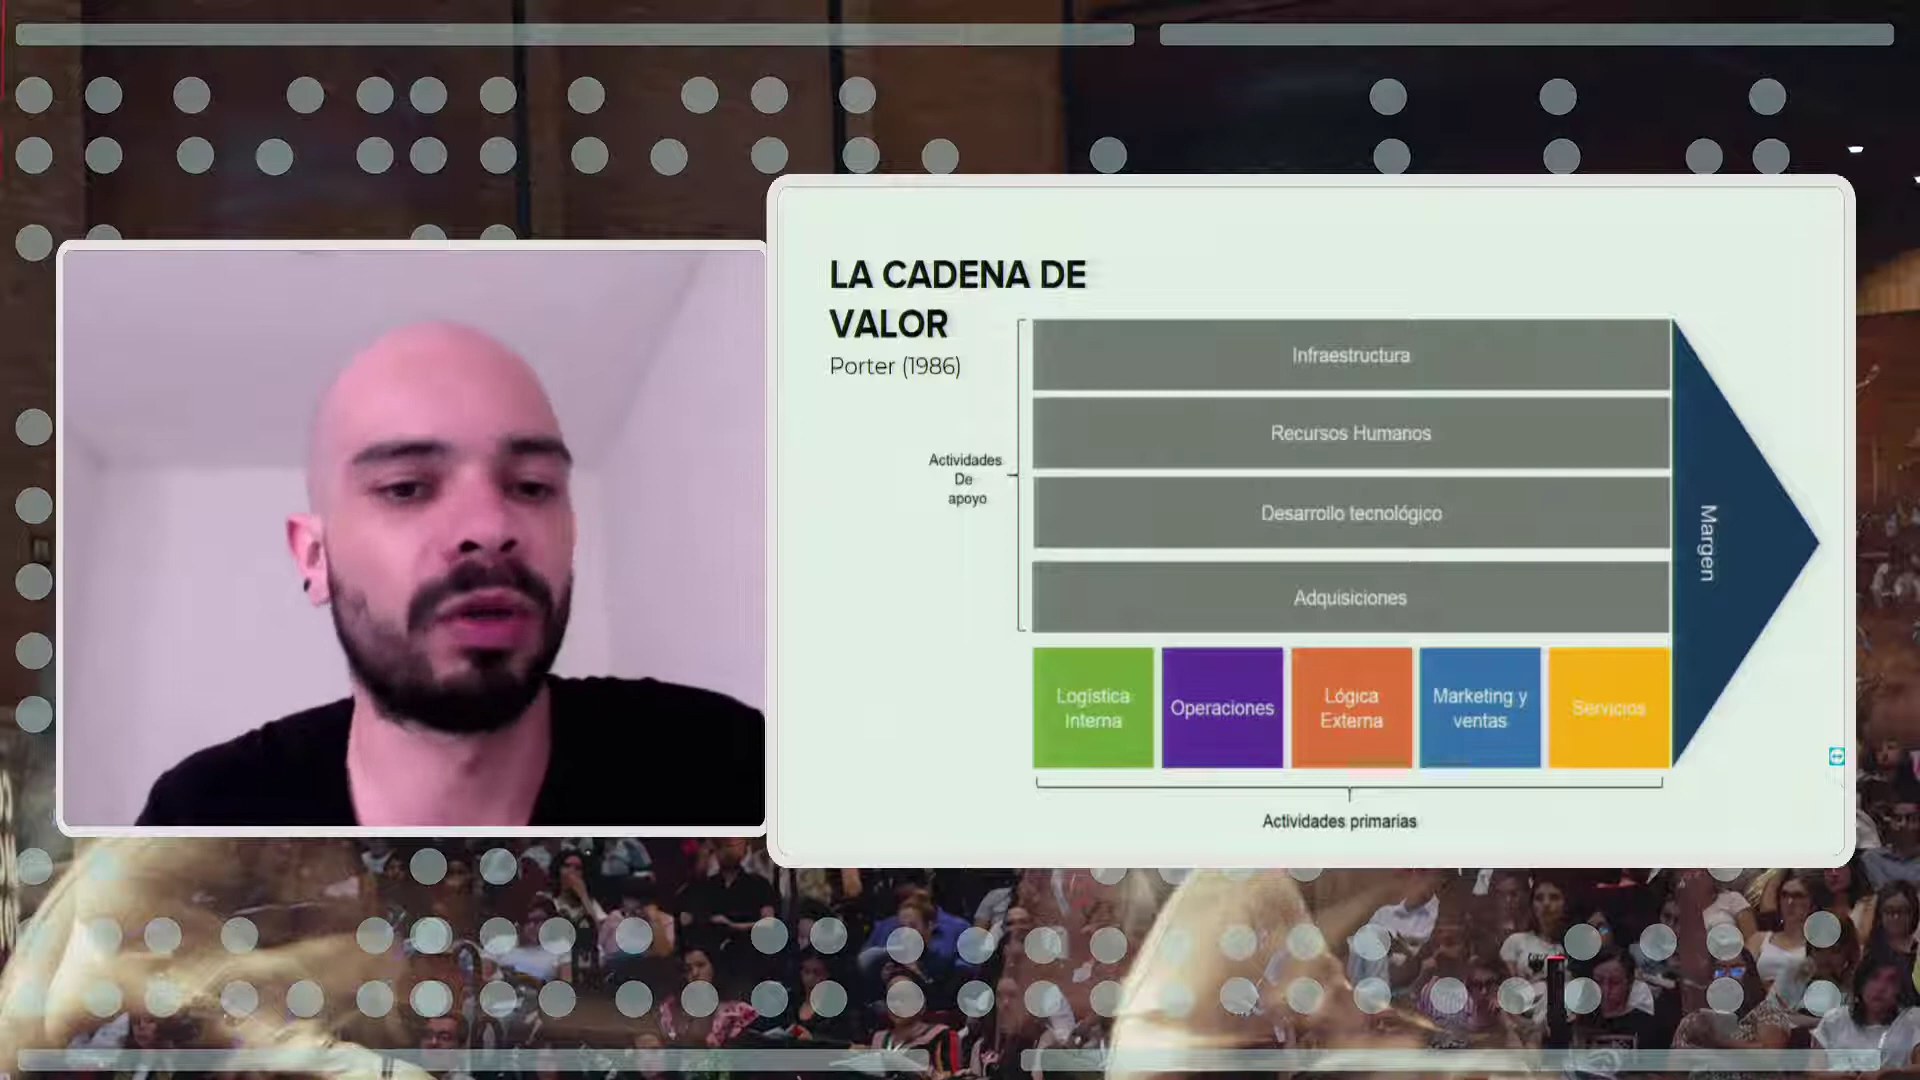 LA CADENA DE
VALOR
Porter (1986)
Actividades
De
apoyo
Infraestructura
Recursos Humanos
Desarrollo tecnológico
Adquisiciones
Margen
Logística
Interna
Operaciones
Lógica
Externa
Marketing y
ventas
Servicios
Actividades primarias